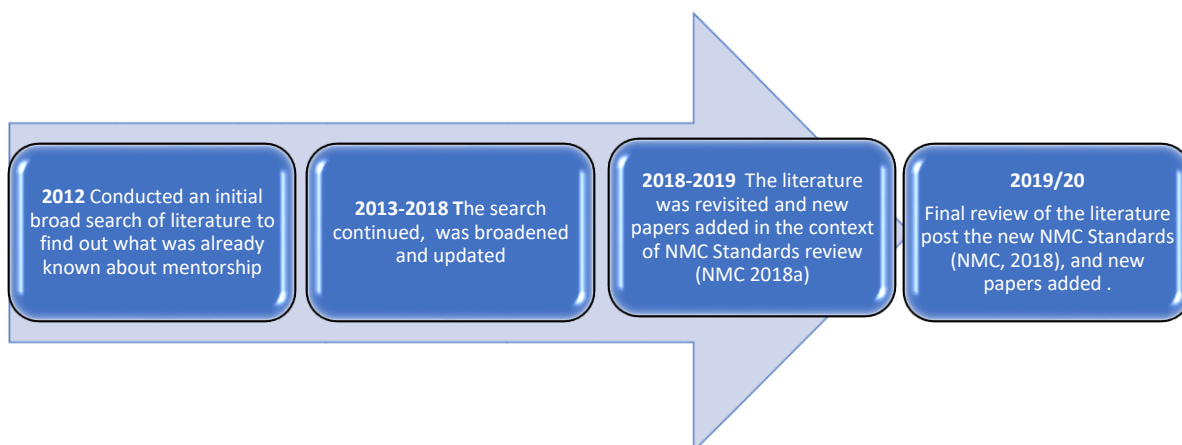 2012 Conducted an initial
broad search of literature to
find out what was already
known about mentorship
2013-2018 The search
continued, was broadened
and updated
2018-2019 The literature
was revisited and new
papers added in the context
of NMC Standards review
(NMC 2018a)
2019/20
Final review of the literature
post the new NMC Standards
(NMC, 2018), and new
papers added .